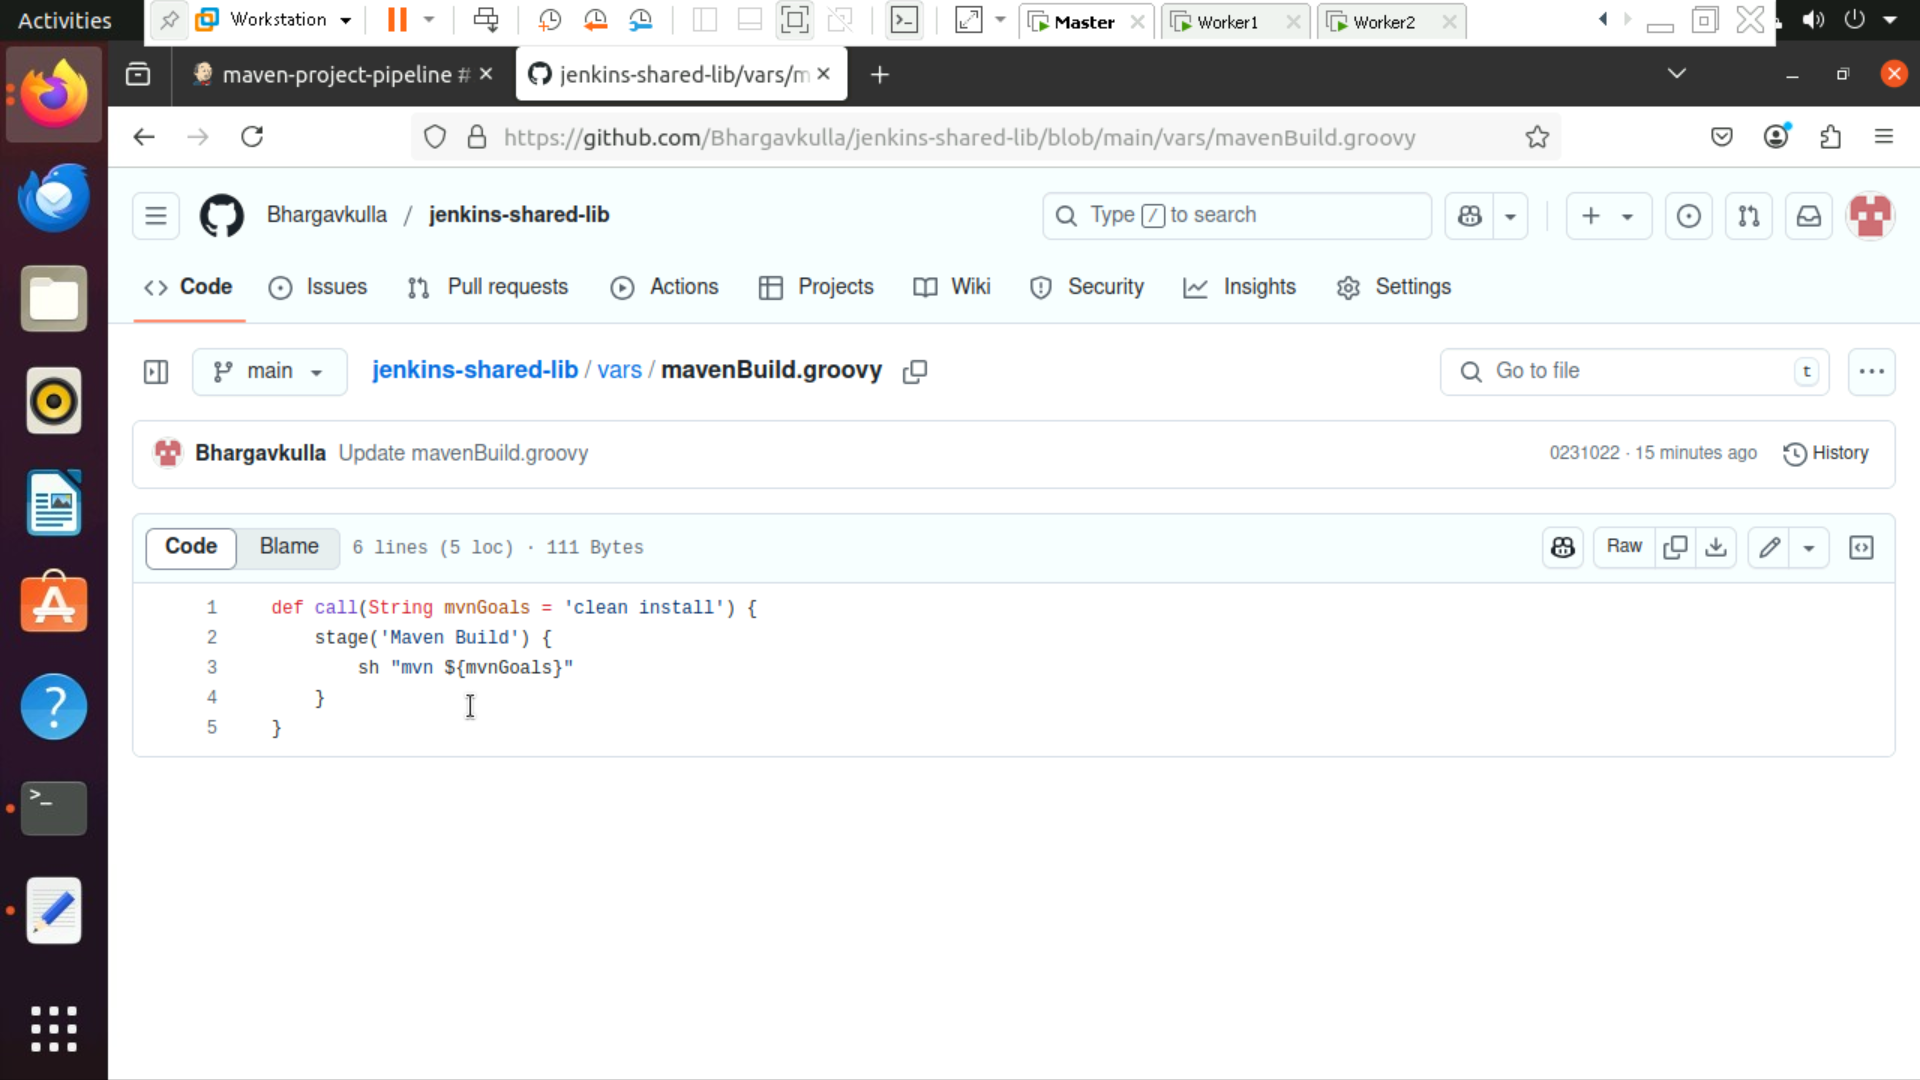 Activities
Workstation
Master
Worker1
Worker2
maven-project-pipeline #
jenkins-shared-lib/vars/m
https://github.com/Bhargavkulla/jenkins-shared-lib/blob/main/vars/mavenBuild.groovy
Bhargavkulla / jenkins-shared-lib
Type / to search
Code
Issues
Pull requests
Actions
Projects
Wiki
Security
Insights
Settings
main
jenkins-shared-lib / vars / mavenBuild.groovy
Go to file
t
Bhargavkulla Update mavenBuild.groovy
0231022 · 15 minutes ago
History
Code
Blame
6 lines (5 loc) · 111 Bytes
Raw
1 def call(String mvnGoals = 'clean install') {
2 stage('Maven Build') {
3 sh "mvn ${mvnGoals}"
4 }
5 }